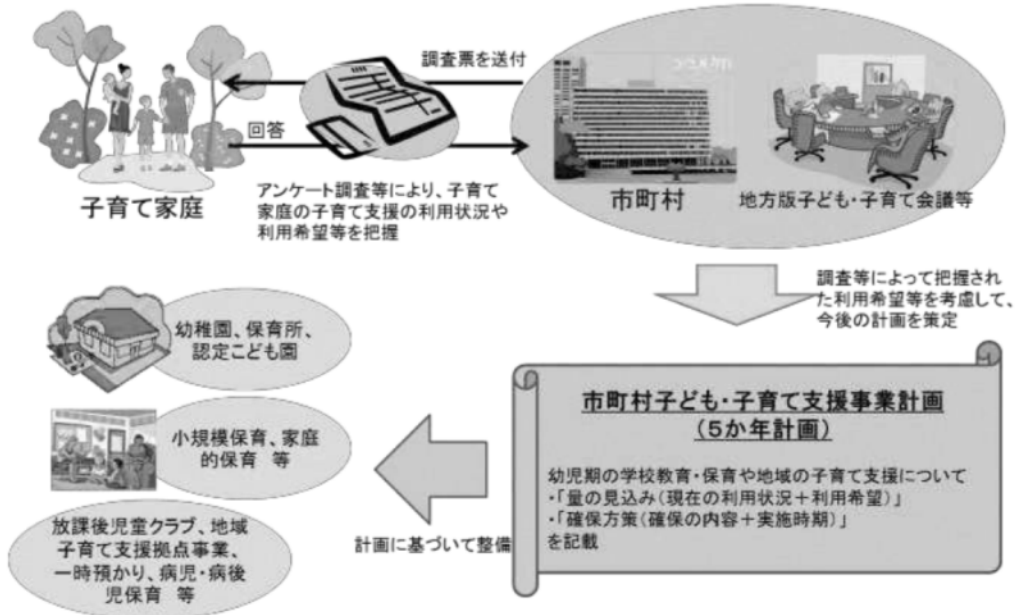 調査票を送付
回答
子育て家庭
アンケート調査等により、子育て
家庭の子育て支援の利用状況や
利用希望等を把握
市町村
地方版子ども・子育て会議等
調査等によって把握され
た利用希望等を考慮して、
今後の計画を策定
市町村子ども・子育て支援事業計画
(5か年計画)
幼児期の学校教育・保育や地域の子育て支援について
・「量の見込み(現在の利用状況+利用希望)」
・「確保方策(確保の内容+実施時期)」
を記載
計画に基づいて整備
幼稚園、保育所、
認定こども園
小規模保育、家庭
的保育 等
放課後児童クラブ、地域
子育て支援拠点事業、
一時預かり、病児・病後
児保育 等